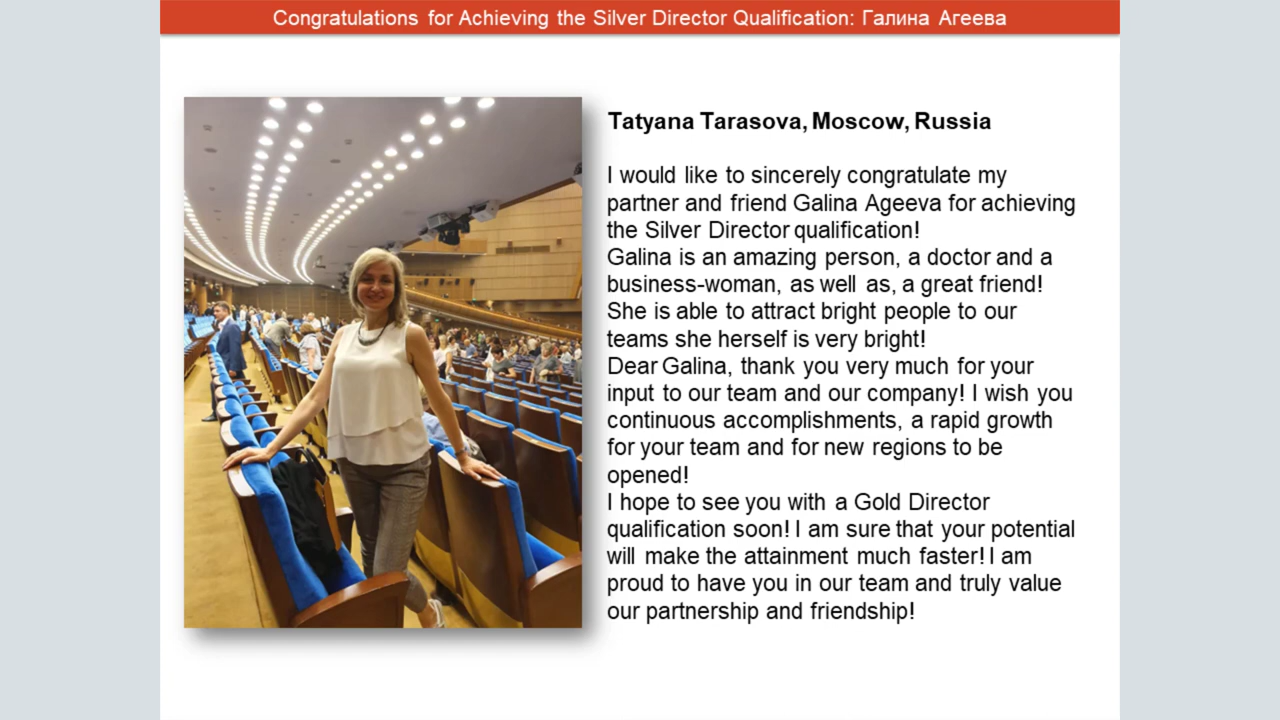 Congratulations for Achieving the Silver Director Qualification: Галина Агеева
Tatyana Tarasova, Moscow, Russia
I would like to sincerely congratulate my
partner and friend Galina Ageeva for achieving
the Silver Director qualification!
Galina is an amazing person, a doctor and a
business-woman, as well as, a great friend!
She is able to attract bright people to our
teams she herself is very bright!
Dear Galina, thank you very much for your
input to our team and our company! I wish you
continuous accomplishments, a rapid growth
for your team and for new regions to be
opened!
I hope to see you with a Gold Director
qualification soon! I am sure that your potential
will make the attainment much faster! I am
proud to have you in our team and truly value
our partnership and friendship!